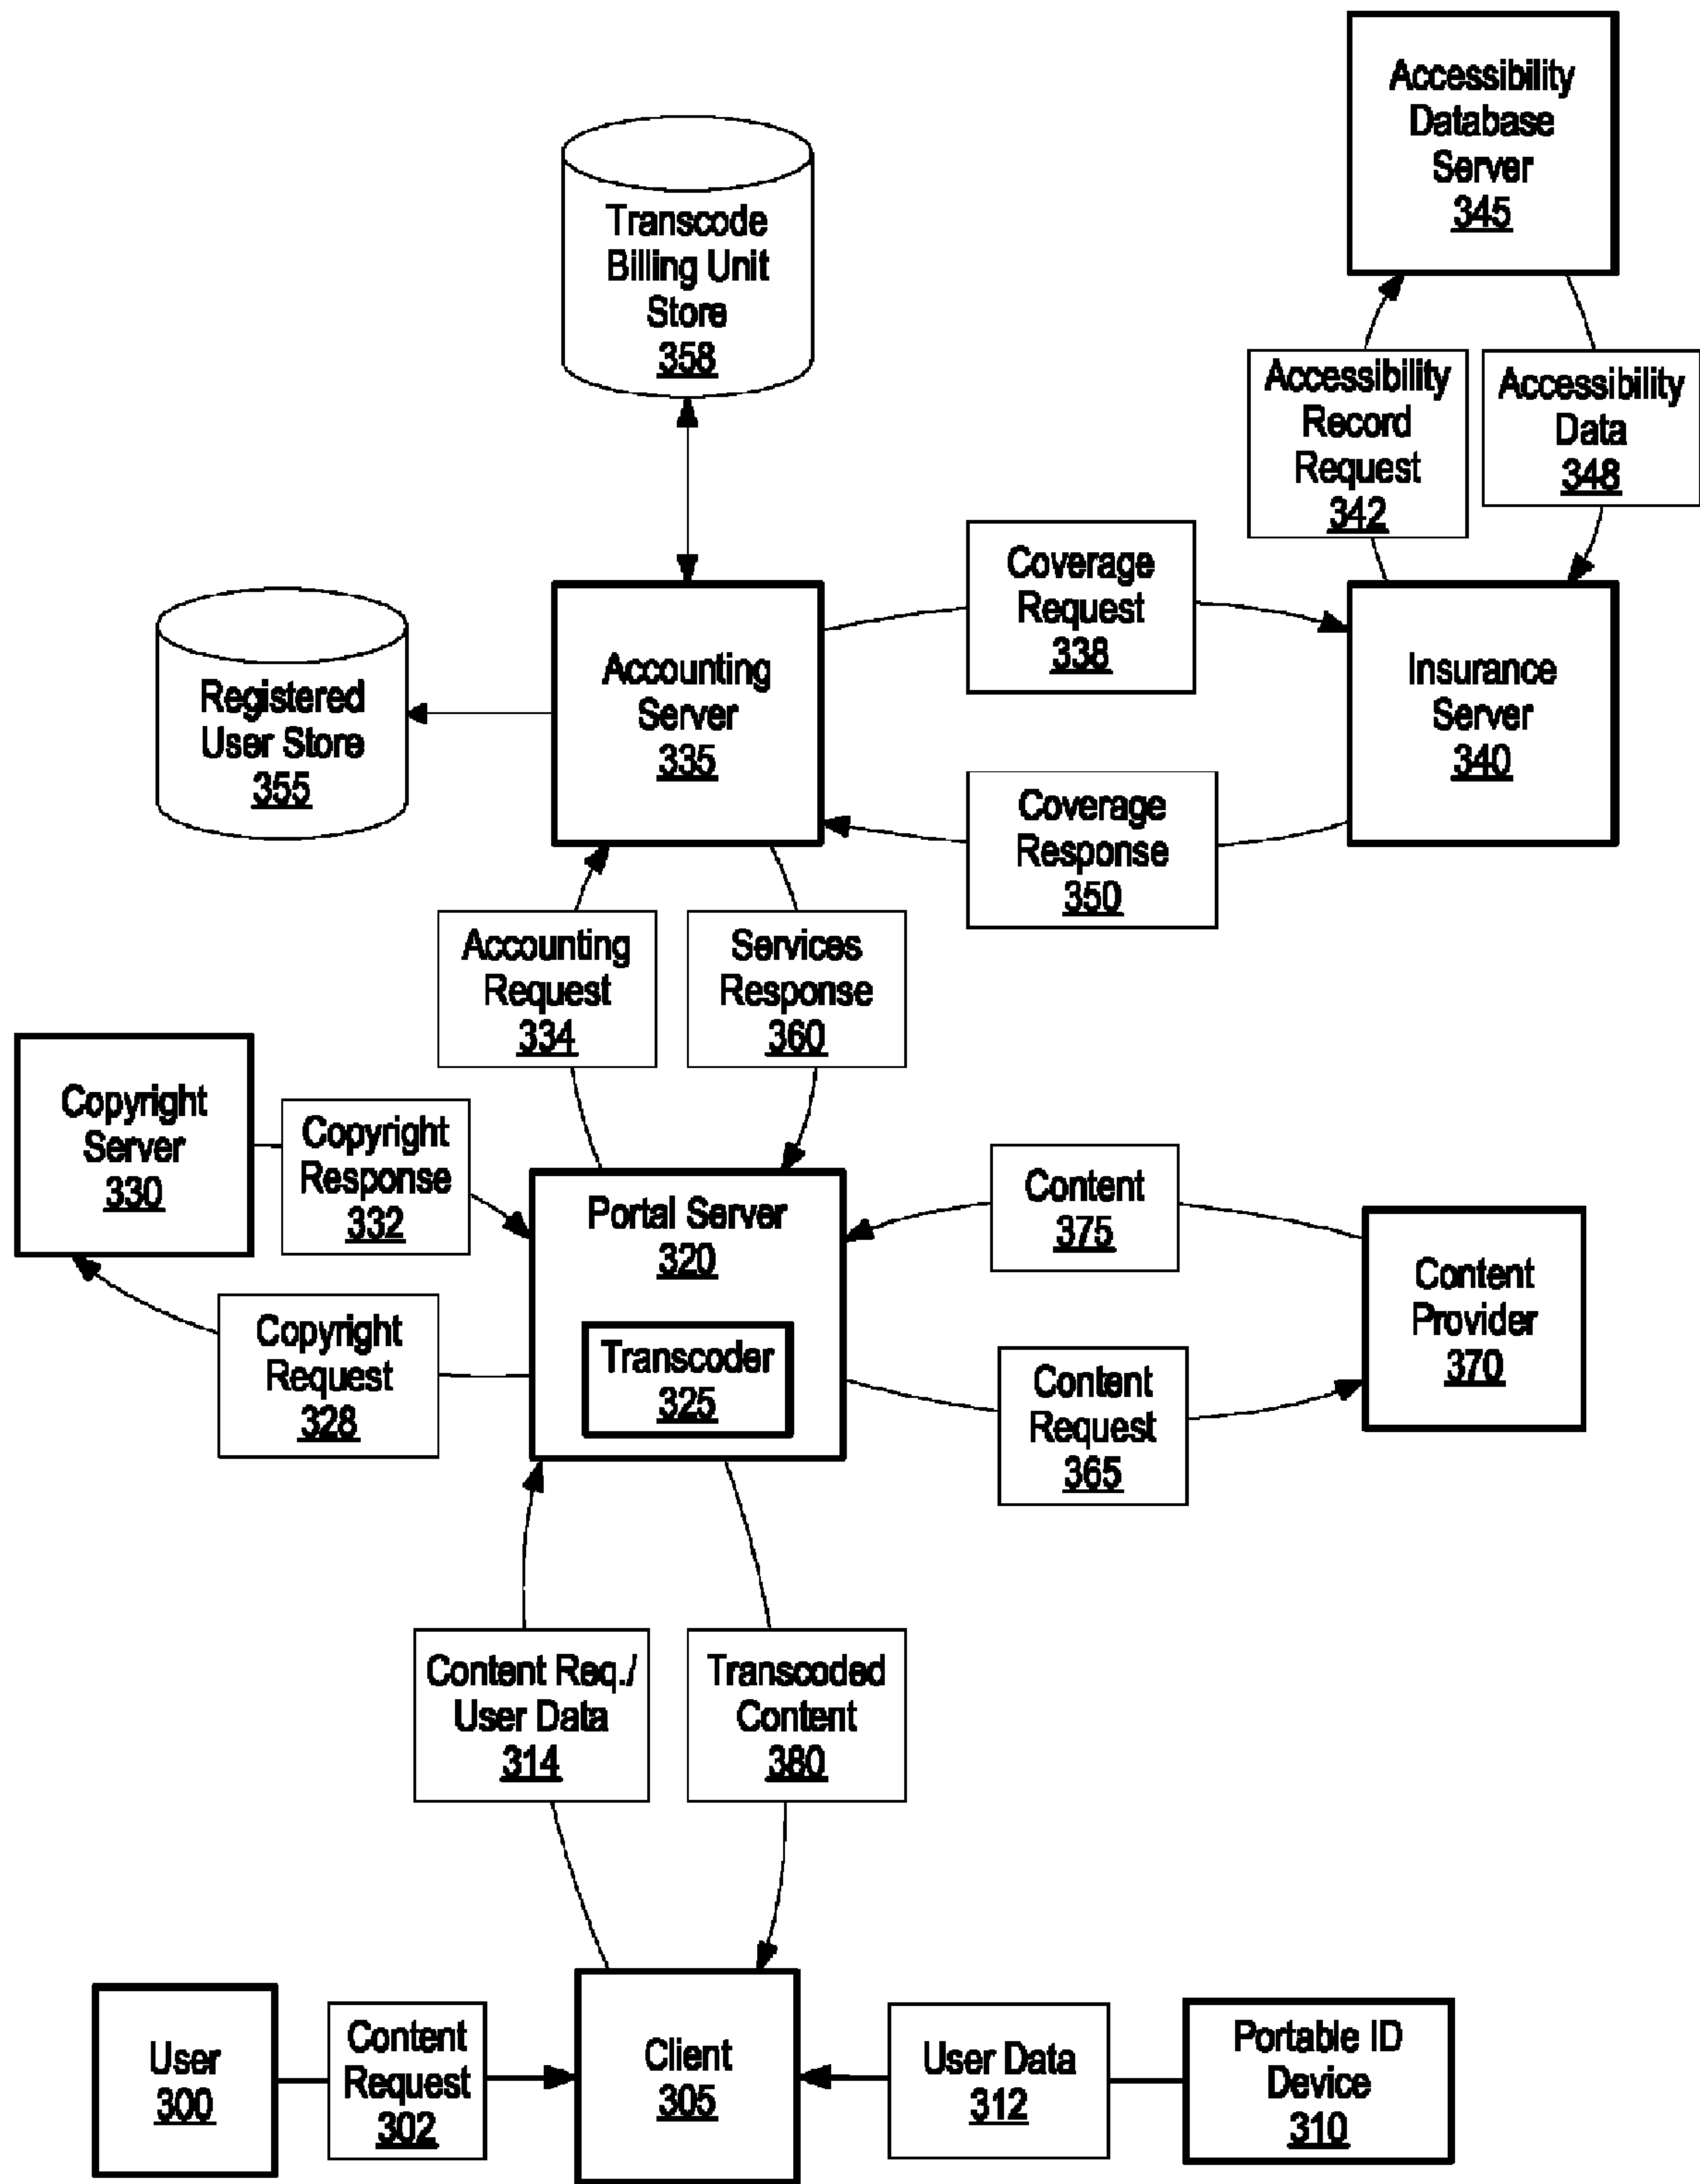 Accessibility
Database
Server
345
Transcode
Billing Unit
Store
358
Accessibility
Record
Request
342
Accessibility
Data
348
Coverage
Request
338
Registered
User Store
355
Accounting
Server
335
Insurance
Server
340
Coverage
Response
350
Accounting
Request
334
Services
Response
360
Copyright
Server
330
Copyright
Response
332
Portal Server
320
Transcoder
325
Content
375
Content
Provider
370
Copyright
Request
328
Content
Request
365
Content Req./
User Data
314
Transcoded
Content
380
User
300
Content
Request
302
Client
305
User Data
312
Portable ID
Device
310